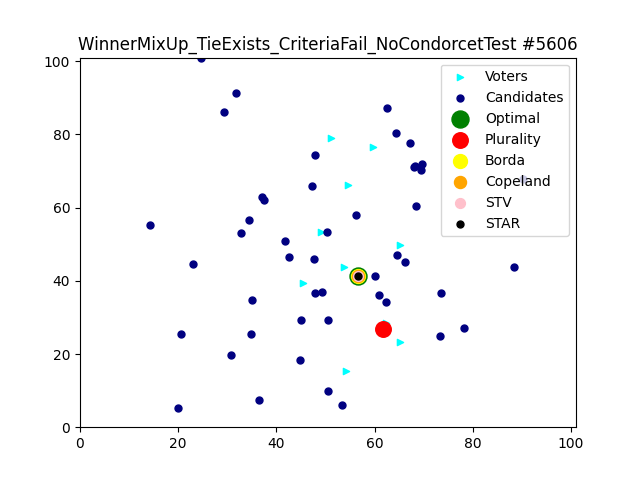 WinnerMixUp_TieExists_CriteriaFail_NoCondorcetTest #5606
100
80
60
40
20
0
0
20
40
60
80
100
Voters
Candidates
Optimal
Plurality
Borda
Copeland
STV
STAR